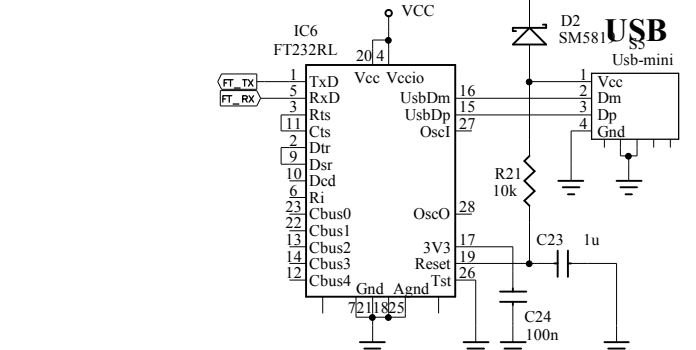 VCC
D2
SM5819
USB
S5
Usb-mini
IC6
FT232RL
20 4
Vcc Vccio
FT_TX 1 TxD
FT_RX 5 RxD
3 Rts
11 Cts
2 Dtr
9 Dsr
10 Dcd
6 Ri
23 Cbus0
22 Cbus1
13 Cbus2
14 Cbus3
12 Cbus4
UsbDm 16
UsbDp 15
OscI 27
OscO 28
3V3 17
Reset 19
Tst 26
Gnd Agnd
7 21 18 25
1 Vcc
2 Dm
3 Dp
4 Gnd
R21
10k
C23 1u
C24
100n